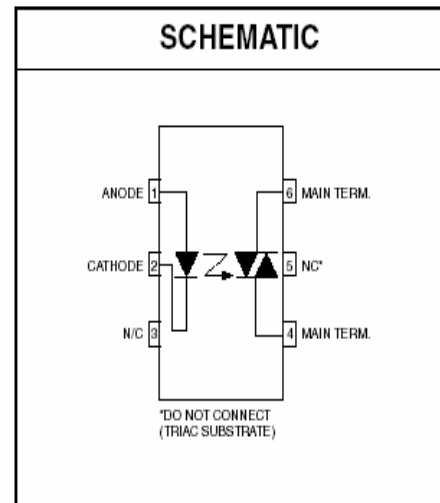 SCHEMATIC
ANODE 1
6 MAIN TERM.
CATHODE 2
5 NC*
N/C 3
4 MAIN TERM.
*DO NOT CONNECT
(TRIAC SUBSTRATE)